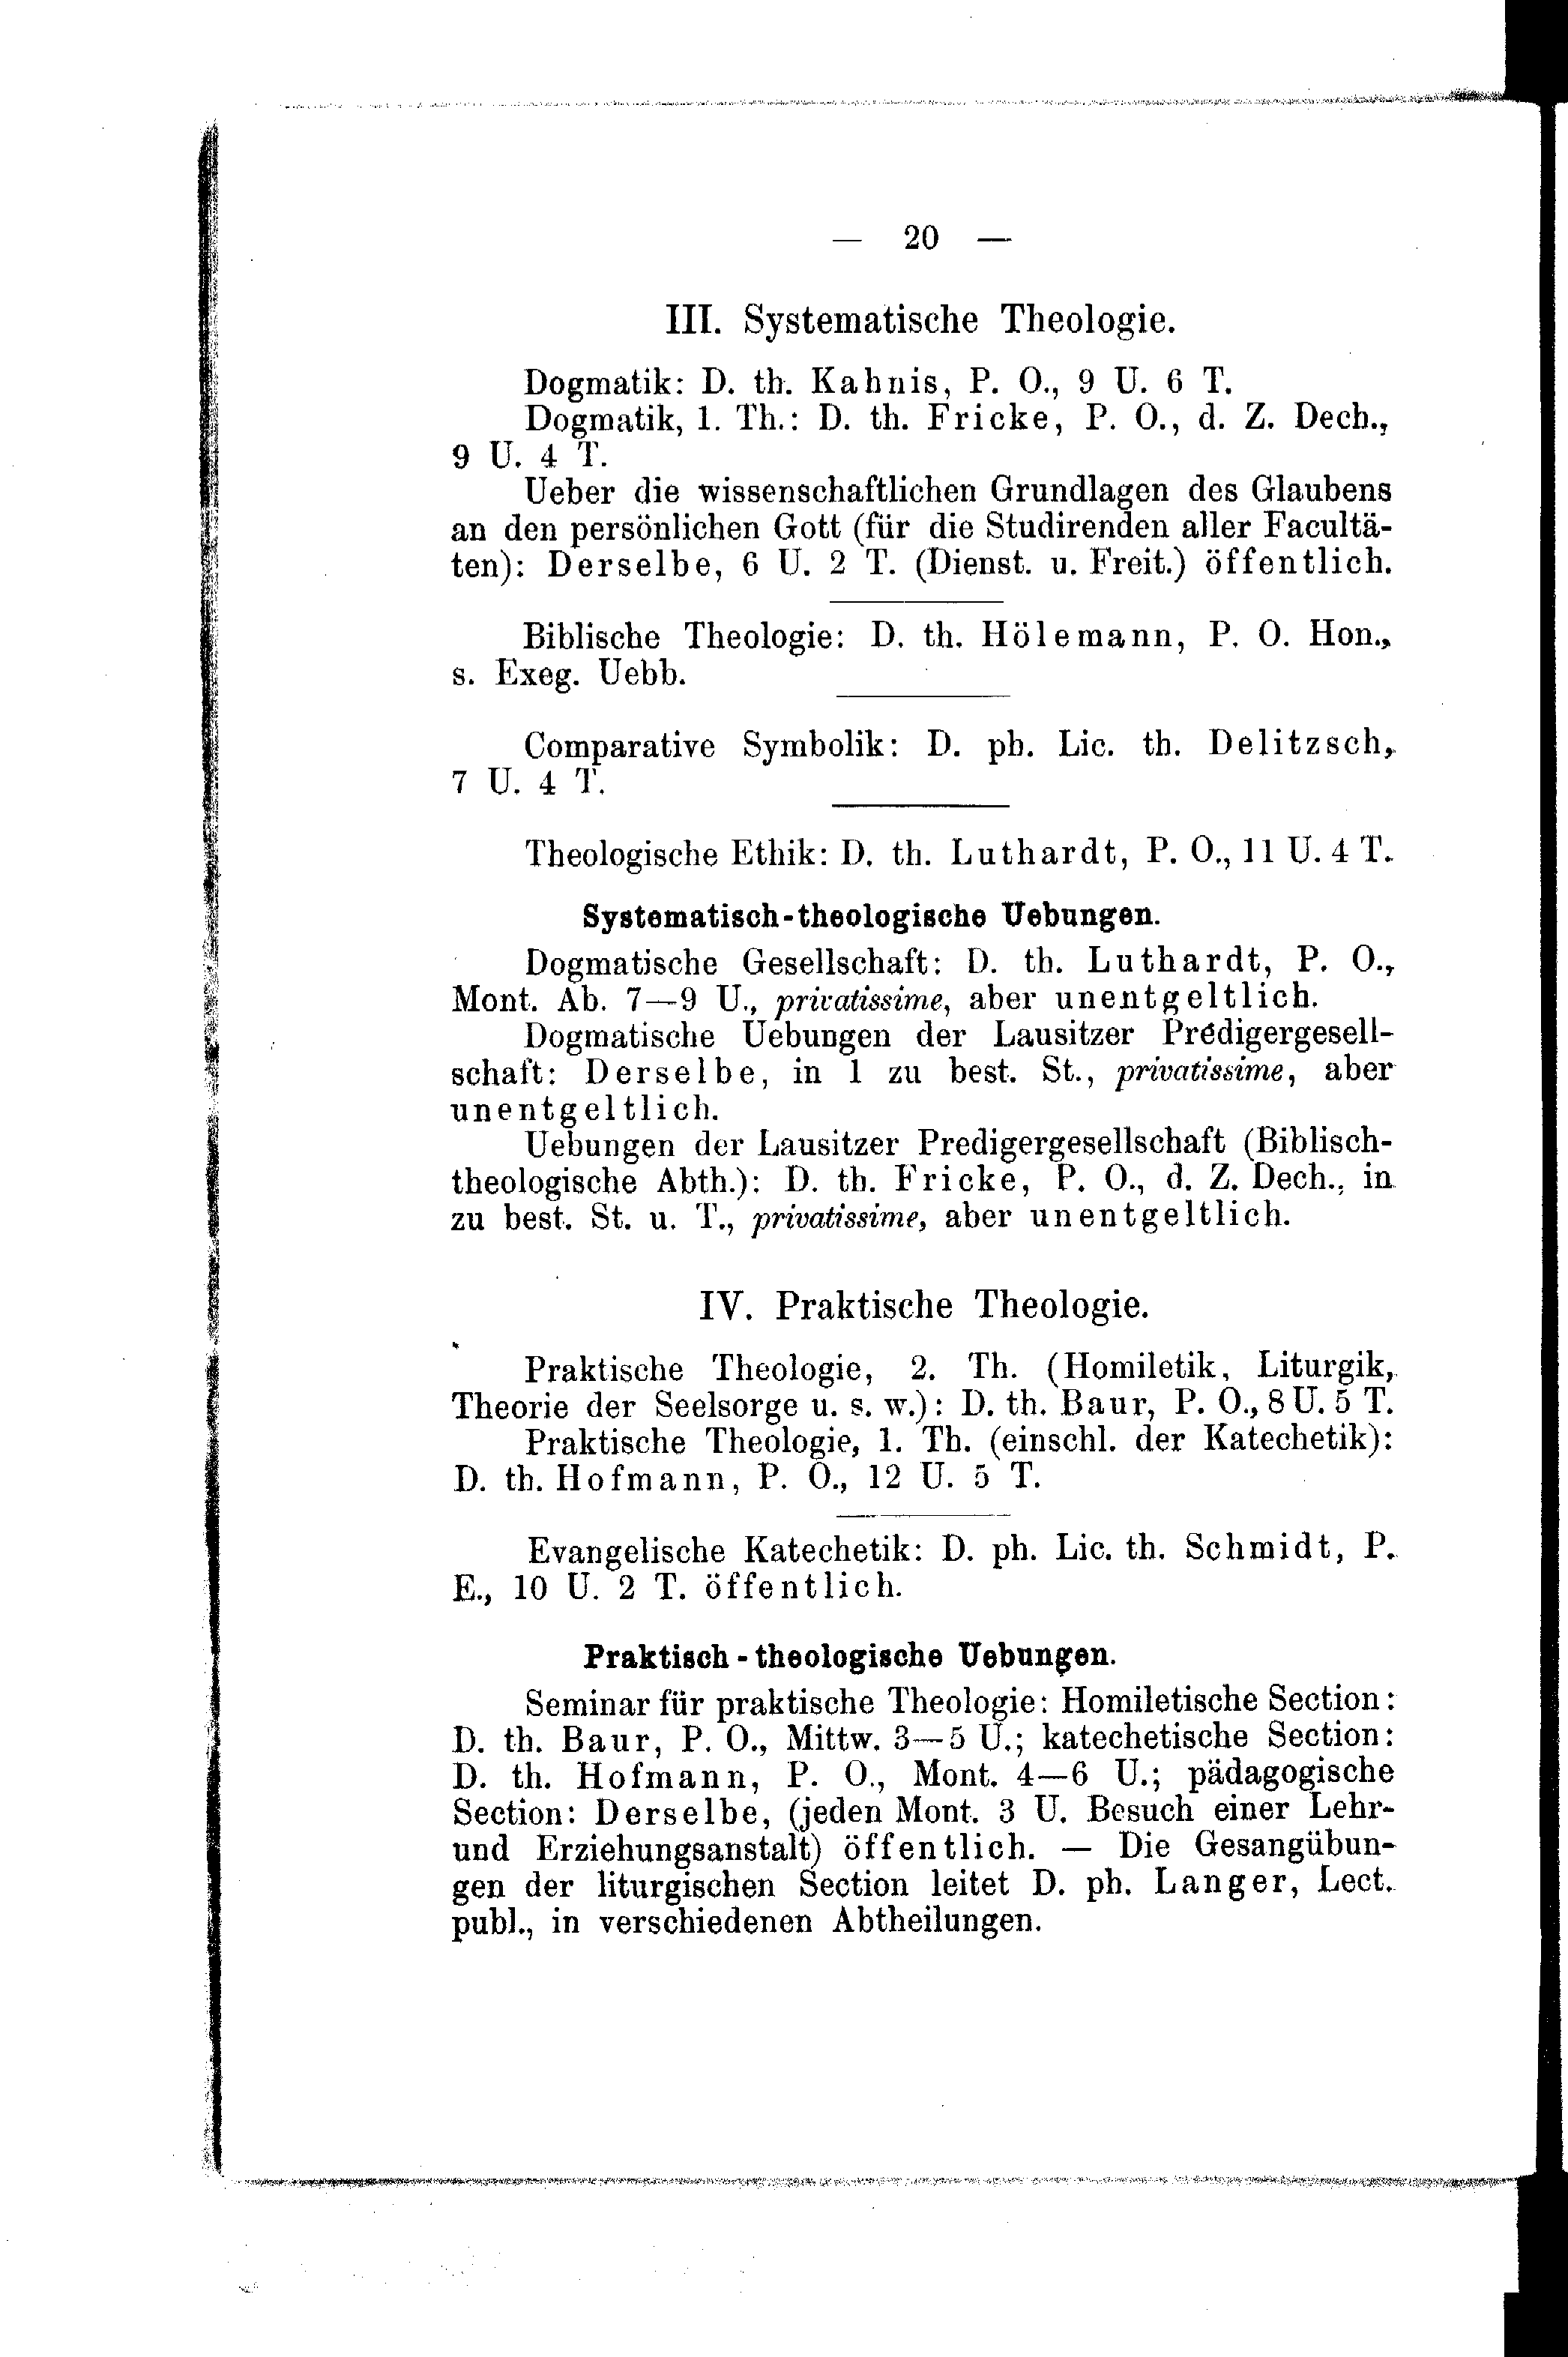 — 20 —
III. Systematische Theologie.
Dogmatik: D. th. Kahnis, P. O., 9 U. 6 T.
Dogmatik, 1. Th.: D. th. Fricke, P. O., d. Z. Dech.,
9 U. 4 T.
Ueber die wissenschaftlichen Grundlagen des Glaubens
an den persönlichen Gott (für die Studirenden aller Facultä-
ten): Derselbe, 6 U. 2 T. (Dienst. u. Freit.) öffentlich.
Biblische Theologie: D. th. Hölemann, P. O. Hon.,
s. Exeg. Uebb.
Comparative Symbolik: D. ph. Lic. th. Delitzsch,
7 U. 4 T.
Theologische Ethik: D. th. Luthardt, P. O., 11 U. 4 T.
Systematisch-theologische Uebungen.
Dogmatische Gesellschaft: D. th. Luthardt, P. O.,
Mont. Ab. 7—9 U., privatissime, aber unentgeltlich.
Dogmatische Uebungen der Lausitzer Predigergesell-
schaft: Derselbe, in 1 zu best. St., privatissime, aber
unentgeltlich.
Uebungen der Lausitzer Predigergesellschaft (Biblisch-
theologische Abth.): D. th. Fricke, P. O., d. Z. Dech., in
zu best. St. u. T., privatissime, aber unentgeltlich.
IV. Praktische Theologie.
Praktische Theologie, 2. Th. (Homiletik, Liturgik,
Theorie der Seelsorge u. s. w.): D. th. Baur, P. O., 8 U. 5 T.
Praktische Theologie, 1. Th. (einschl. der Katechetik):
D. th. Hofmann, P. O., 12 U. 5 T.
Evangelische Katechetik: D. ph. Lic. th. Schmidt, P.
E., 10 U. 2 T. öffentlich.
Praktisch-theologische Uebungen.
Seminar für praktische Theologie: Homiletische Section:
D. th. Baur, P. O., Mittw. 3—5 U.; katechetische Section:
D. th. Hofmann, P. O., Mont. 4—6 U.; pädagogische
Section: Derselbe, (jeden Mont. 3 U. Besuch einer Lehr-
und Erziehungsanstalt) öffentlich. — Die Gesangübun-
gen der liturgischen Section leitet D. ph. Langer, Lect.
publ., in verschiedenen Abtheilungen.